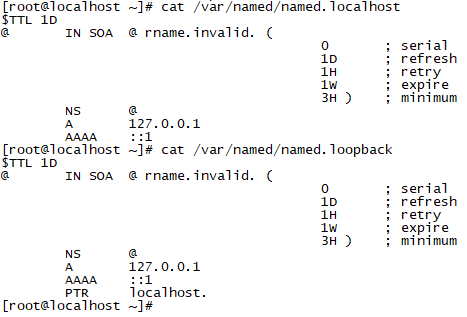 [root@localhost ~]# cat /var/named/named.localhost
$TTL 1D
@       IN SOA  @ rname.invalid. (
                                        0       ; serial
                                        1D      ; refresh
                                        1H      ; retry
                                        1W      ; expire
                                        3H )    ; minimum
        NS      @
        A       127.0.0.1
        AAAA    ::1
[root@localhost ~]# cat /var/named/named.loopback
$TTL 1D
@       IN SOA  @ rname.invalid. (
                                        0       ; serial
                                        1D      ; refresh
                                        1H      ; retry
                                        1W      ; expire
                                        3H )    ; minimum
        NS      @
        A       127.0.0.1
        AAAA    ::1
        PTR     localhost.
[root@localhost ~]#